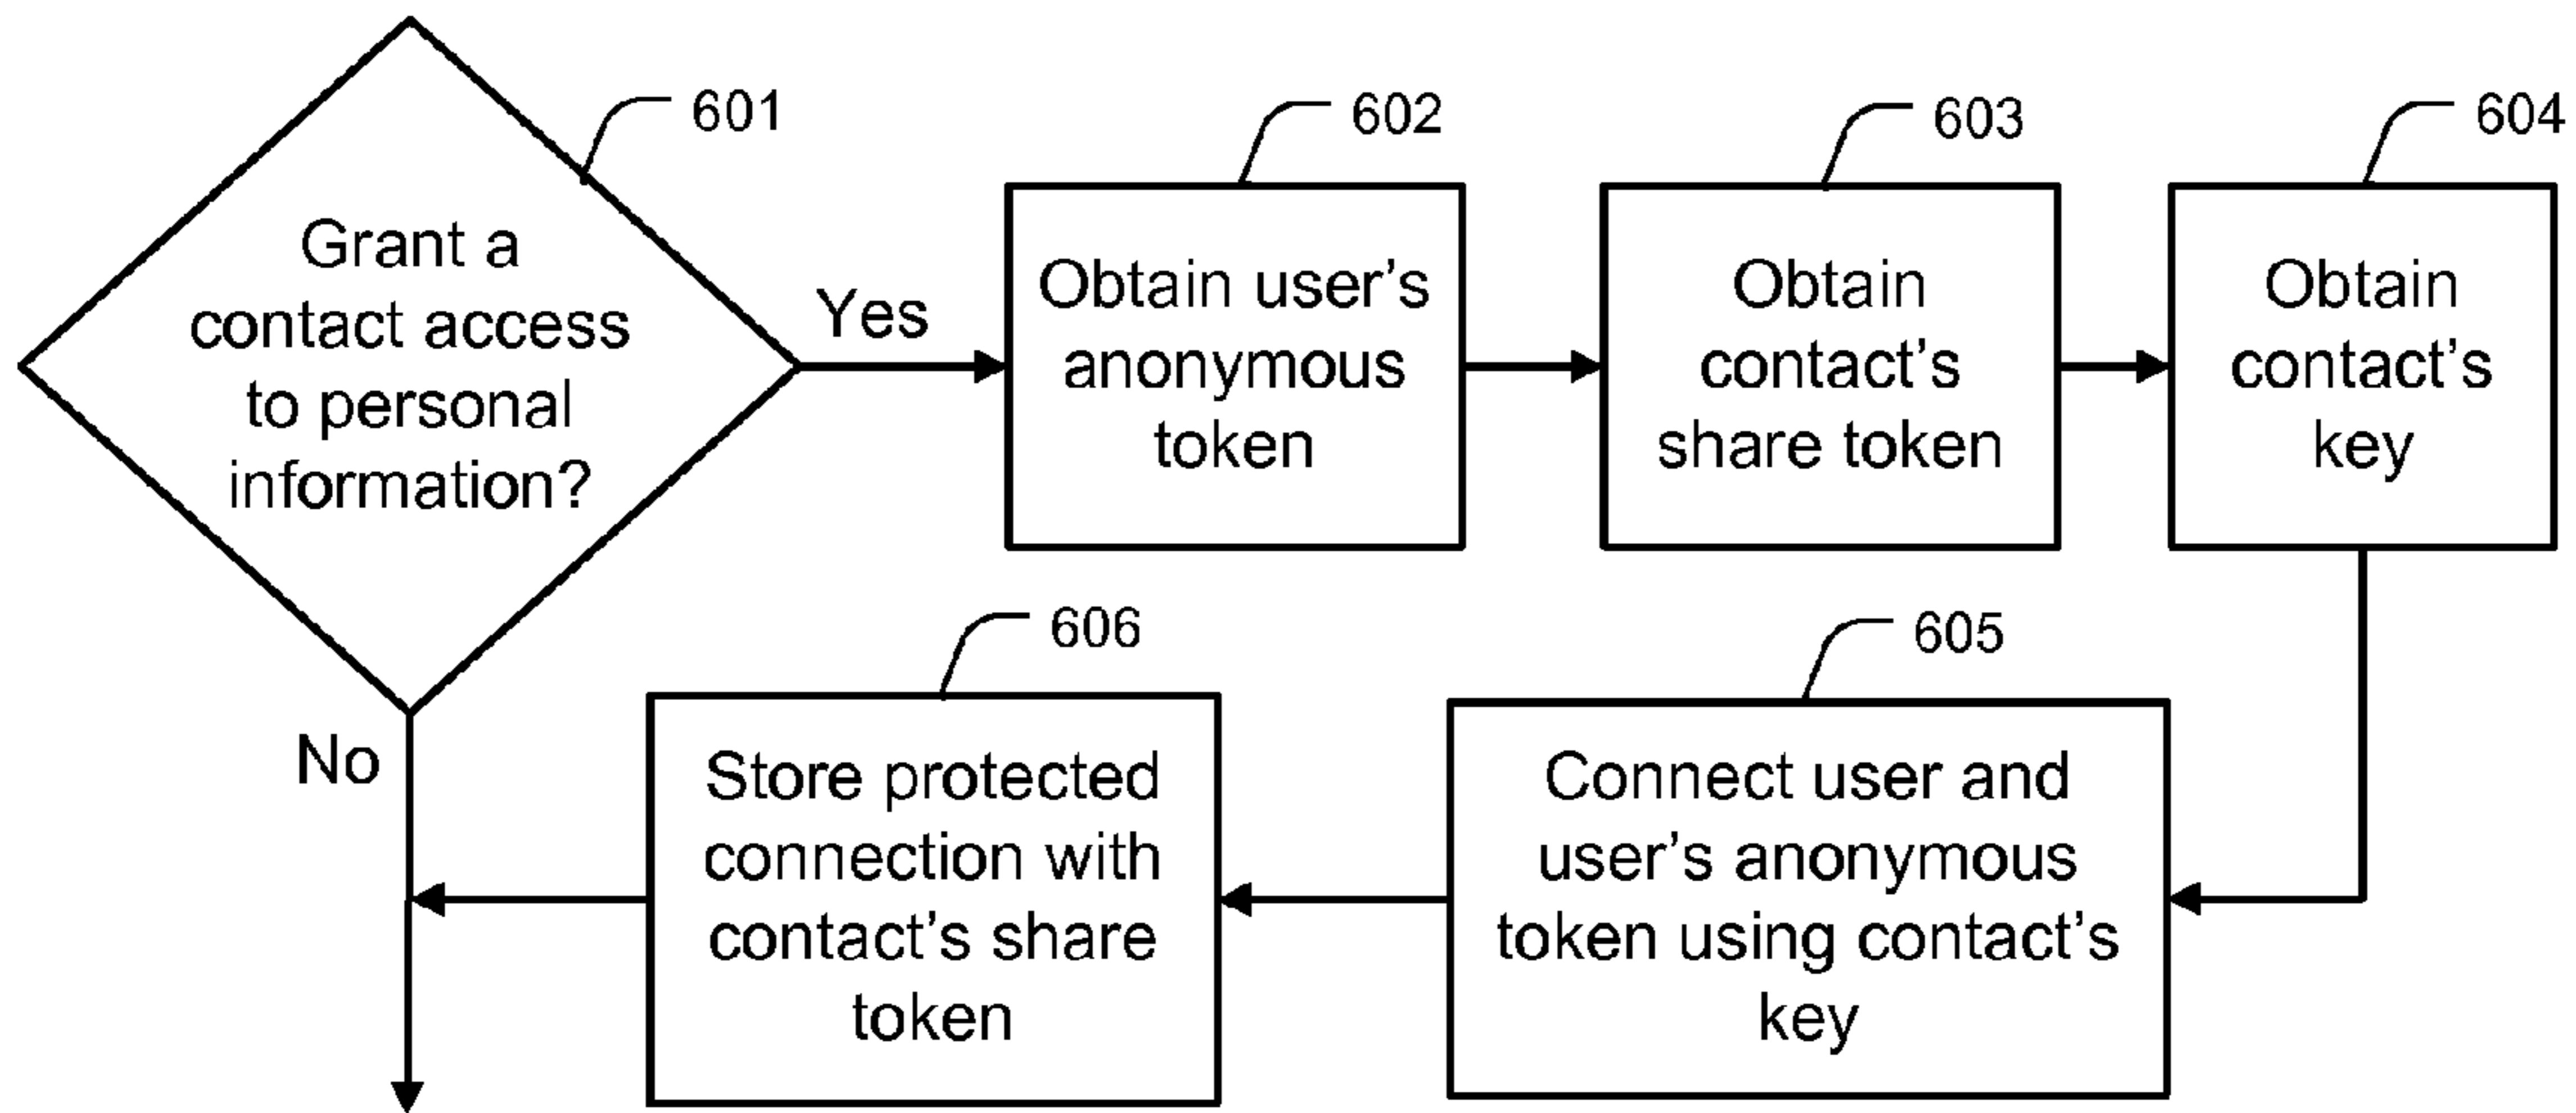 601
Grant a
contact access
to personal
information?
Yes
602
Obtain user’s
anonymous
token
603
Obtain
contact’s
share token
604
Obtain
contact’s
key
605
Connect user and
user’s anonymous
token using contact’s
key
606
Store protected
connection with
contact’s share
token
No